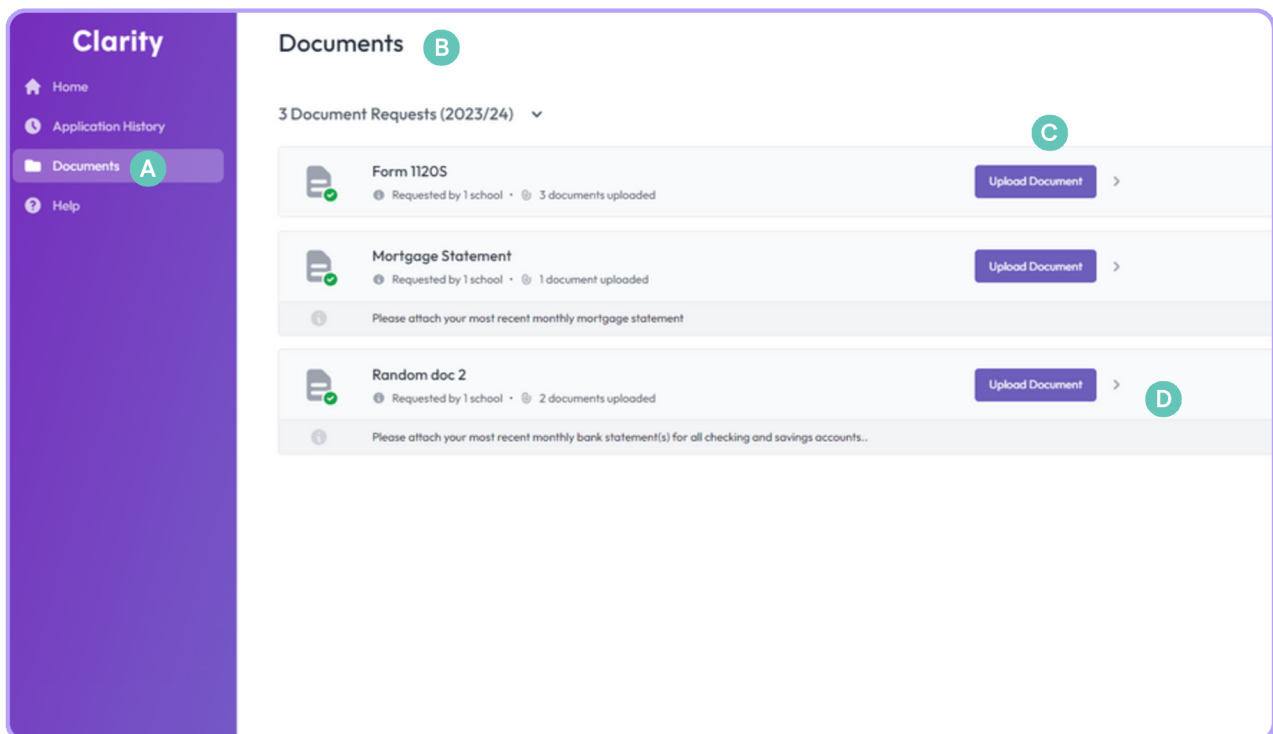 Clarity
Home
Application History
Documents A
Help
Documents B
3 Document Requests (2023/24)
C
Form 1120S
Requested by 1 school • 3 documents uploaded
Upload Document
Mortgage Statement
Requested by 1 school • 1 document uploaded
Upload Document
Please attach your most recent monthly mortgage statement
Random doc 2
Requested by 1 school • 2 documents uploaded
Upload Document
D
Please attach your most recent monthly bank statement(s) for all checking and savings accounts..